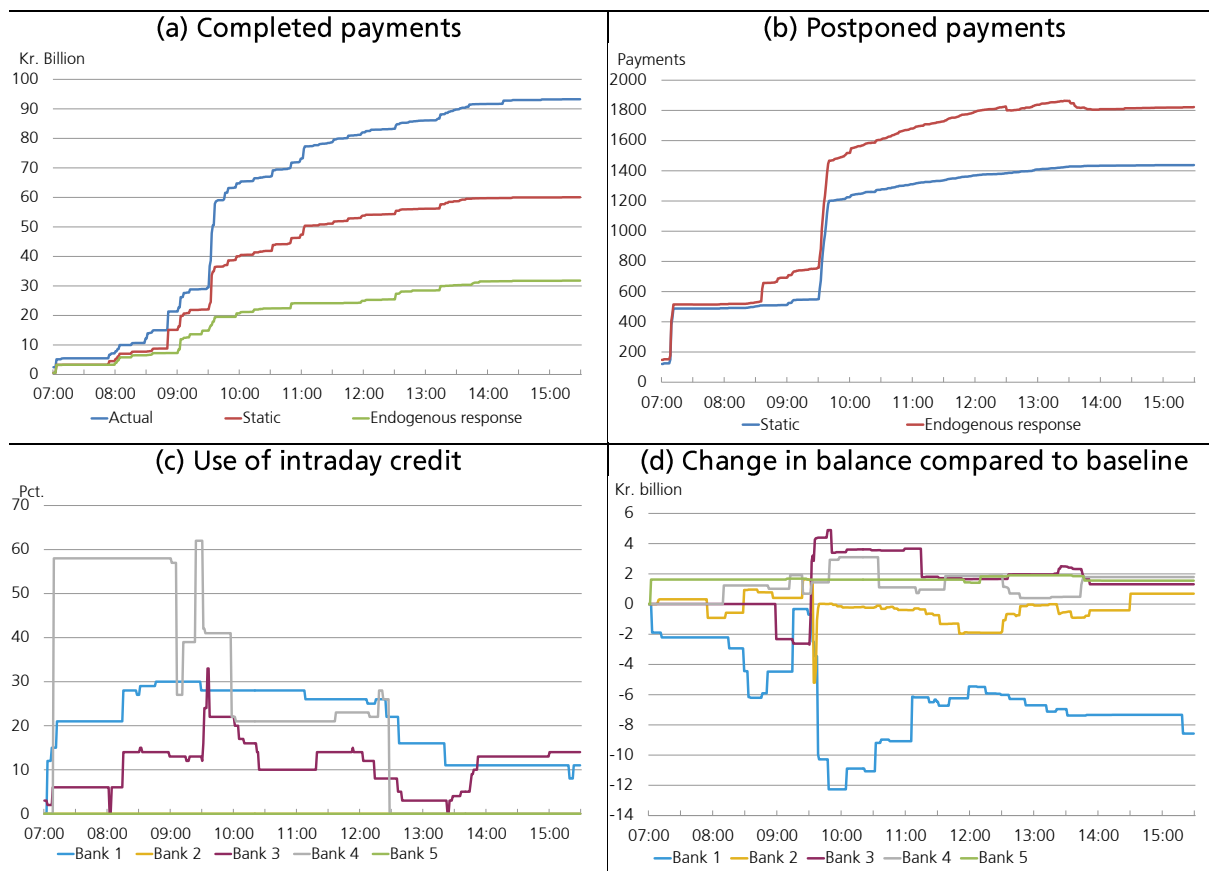 (a) Completed payments
Kr. Billion
100
90
80
70
60
50
40
30
20
10
0
07:00 08:00 09:00 10:00 11:00 12:00 13:00 14:00 15:00
Actual Static Endogenous response
(b) Postponed payments
Payments
2000
1800
1600
1400
1200
1000
800
600
400
200
0
07:00 08:00 09:00 10:00 11:00 12:00 13:00 14:00 15:00
Static Endogenous response
(c) Use of intraday credit
Pct.
70
60
50
40
30
20
10
0
07:00 08:00 09:00 10:00 11:00 12:00 13:00 14:00 15:00
Bank 1 Bank 2 Bank 3 Bank 4 Bank 5
(d) Change in balance compared to baseline
Kr. billion
6
4
2
0
-2
-4
-6
-8
-10
-12
-14
07:00 08:00 09:00 10:00 11:00 12:00 13:00 14:00 15:00
Bank 1 Bank 2 Bank 3 Bank 4 Bank 5